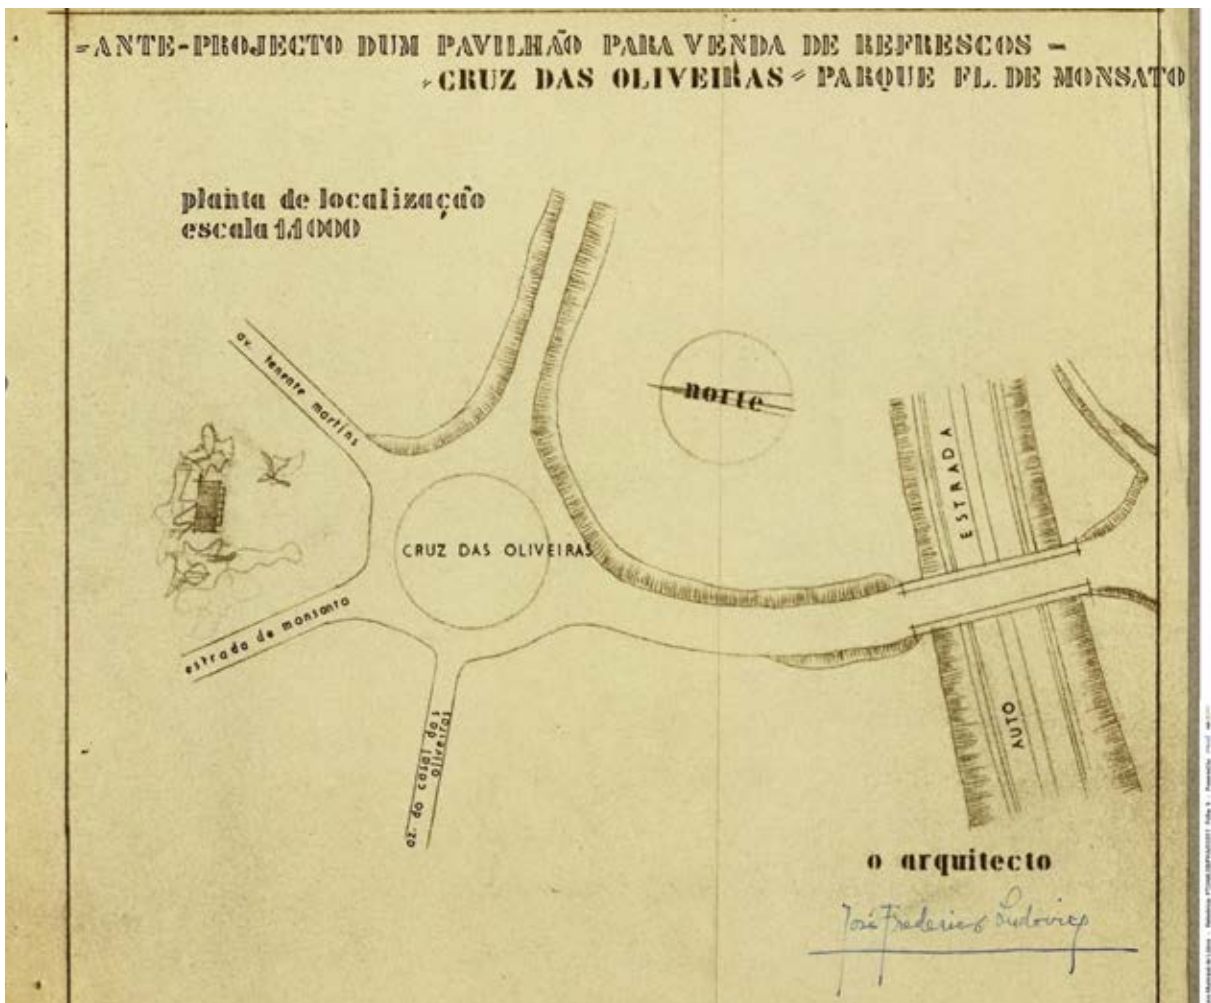 =ANTE-PROJECTO DUM PAVILHÃO PARA VENDA DE REFRESCOS –
= CRUZ DAS OLIVEIRAS = PARQUE FL. DE MONSATO
planta de localização
escala 1.1000
av. tenente martins
norte
ESTRADA
CRUZ DAS OLIVEIRAS
estrada de monsanto
az. do casal das
oliveiras
AUTO
o arquitecto
José Frederico Ludovice